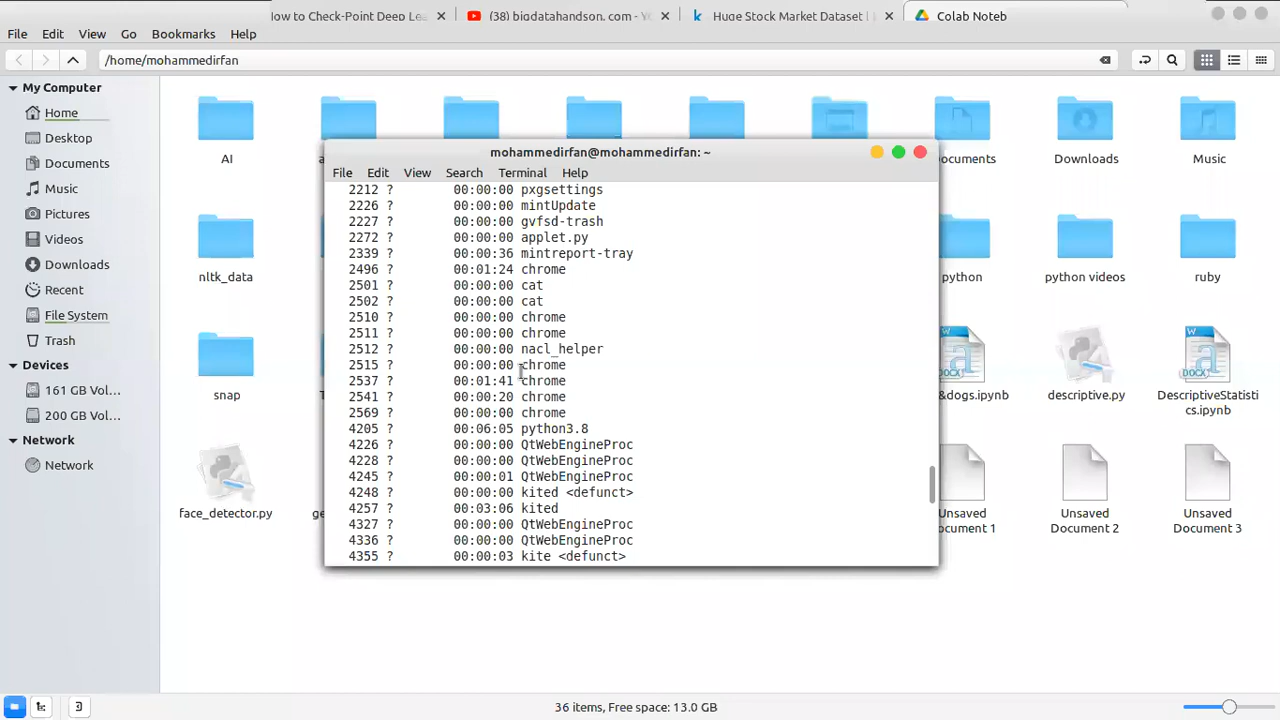 How to Check-Point Deep Le
(38) bigdatahandson. com - Y
Huge Stock Market Dataset |
Colab Noteb
File Edit View Go Bookmarks Help
/home/mohammedirfan
My Computer
Home
Desktop
Documents
Music
Pictures
Videos
Downloads
Recent
File System
Trash
Devices
161 GB Vol...
200 GB Vol...
Network
Network
AI
ocuments
Downloads
Music
nltk_data
python
python videos
ruby
snap
&dogs.ipynb
descriptive.py
DescriptiveStati
cs.ipynb
face_detector.py
ge
Unsaved
Document 1
Unsaved
Document 2
Unsaved
Document 3
mohammedirfan@mohammedirfan: ~
File Edit View Search Terminal Help
2212 ? 00:00:00 pxgsettings
2226 ? 00:00:00 mintUpdate
2227 ? 00:00:00 gvfsd-trash
2272 ? 00:00:00 applet.py
2339 ? 00:00:36 mintreport-tray
2496 ? 00:01:24 chrome
2501 ? 00:00:00 cat
2502 ? 00:00:00 cat
2510 ? 00:00:00 chrome
2511 ? 00:00:00 chrome
2512 ? 00:00:00 nacl_helper
2515 ? 00:00:00 chrome
2537 ? 00:01:41 chrome
2541 ? 00:00:20 chrome
2569 ? 00:00:00 chrome
4205 ? 00:06:05 python3.8
4226 ? 00:00:00 QtWebEngineProc
4228 ? 00:00:00 QtWebEngineProc
4245 ? 00:00:01 QtWebEngineProc
4248 ? 00:00:00 kited <defunct>
4257 ? 00:03:06 kited
4327 ? 00:00:00 QtWebEngineProc
4336 ? 00:00:00 QtWebEngineProc
4355 ? 00:00:03 kite <defunct>
36 items, Free space: 13.0 GB